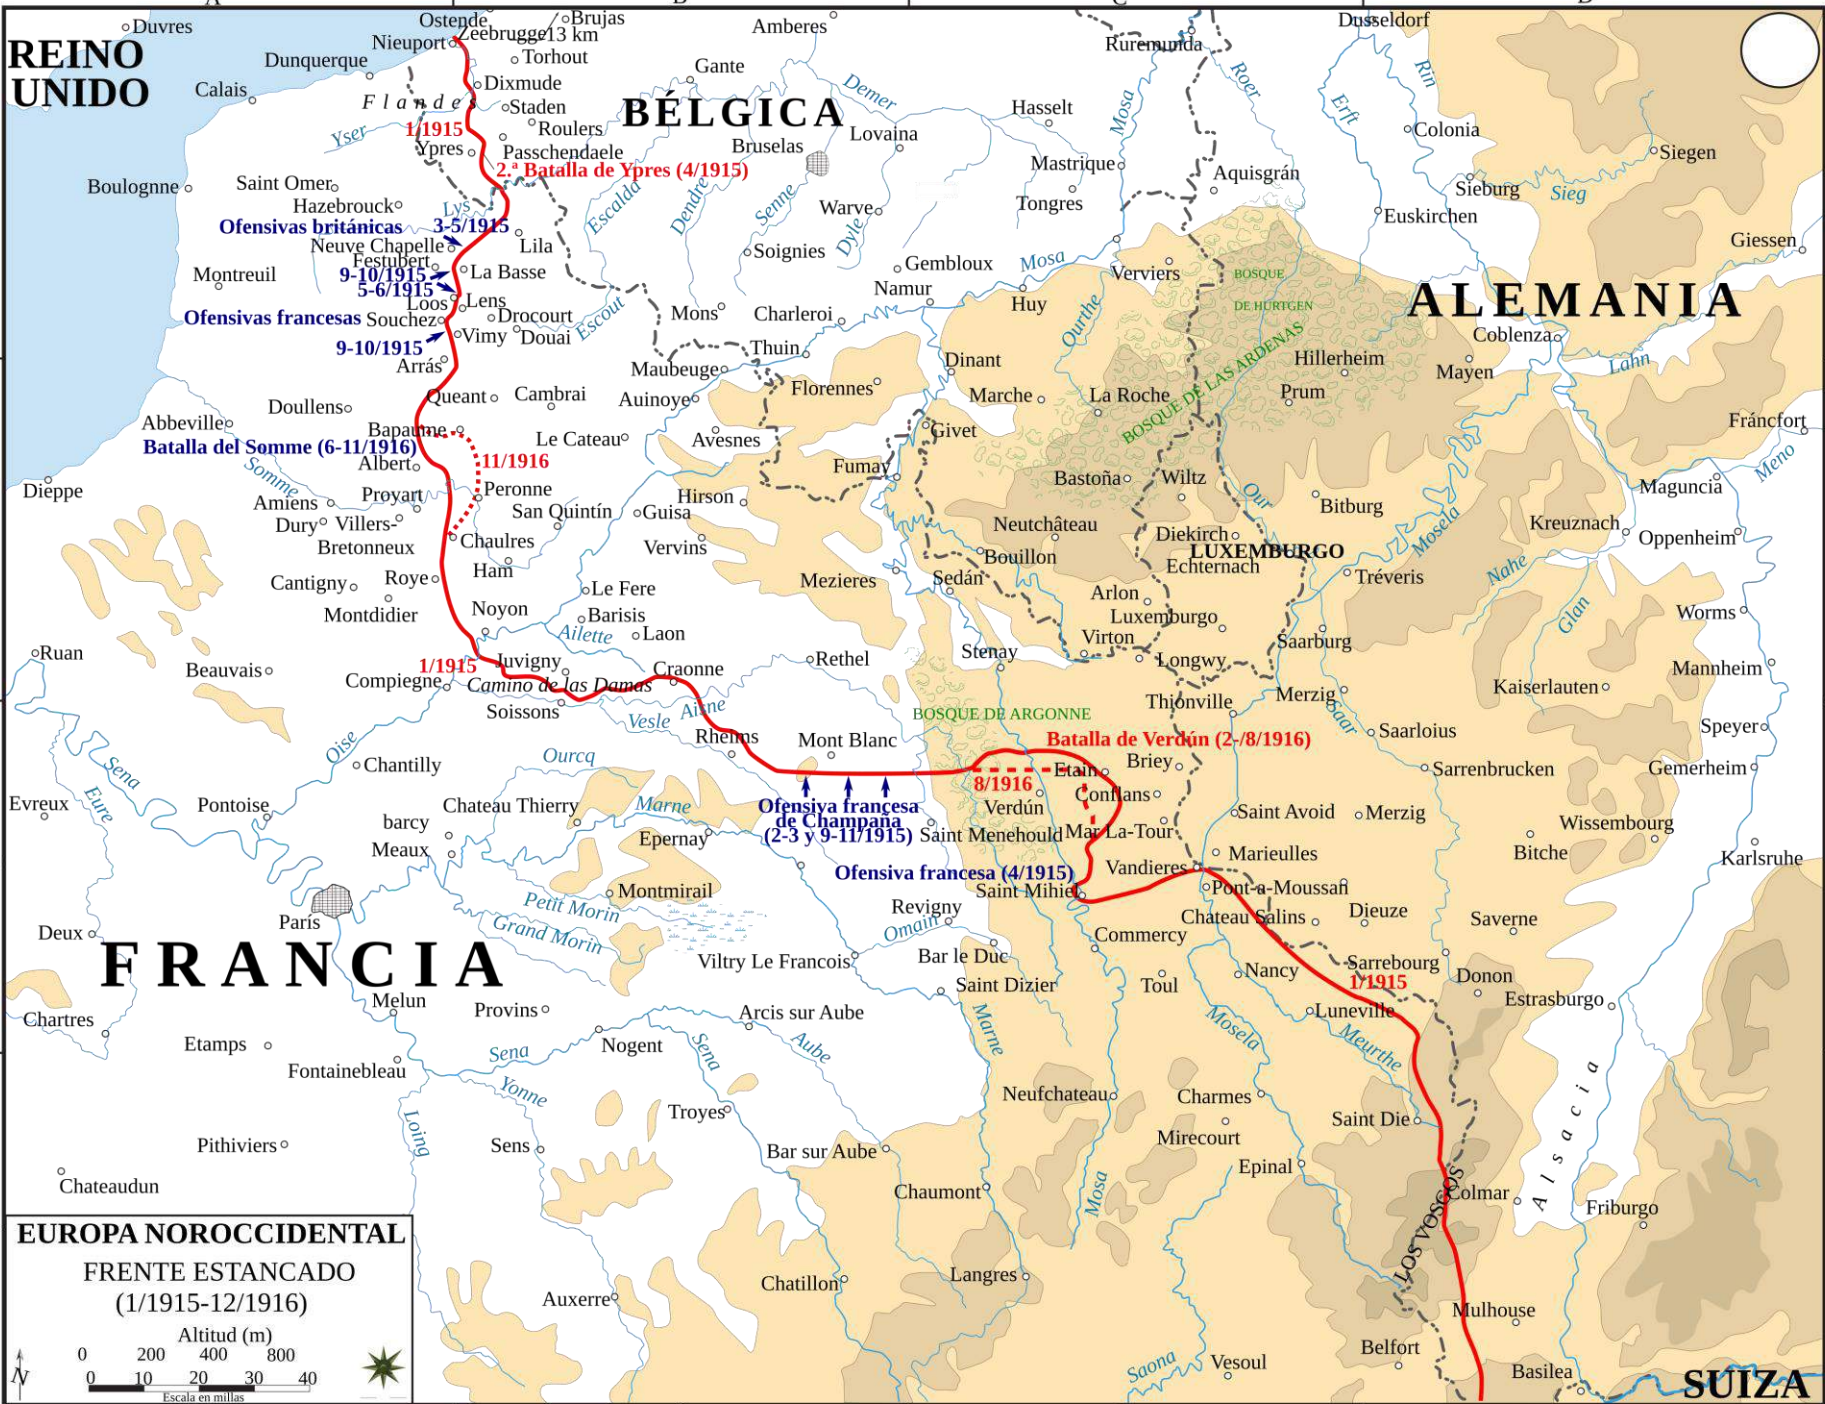 Duvres
Ostende
Brujas
Zeebrugge 13 km
Amberes
Dusseldorf
REINO
UNIDO
Nieuport
Ruremunda
Dunquerque
Torhout
Gante
Roer
Rin
Calais
Dixmude
Demer
Flandes
Staden
BÉLGICA
Hasselt
Mosa
Erft
Yser
1/1915
Roulers
Lovaina
Colonia
Ypres
Passchendaele
Bruselas
Siegen
2.ª Batalla de Ypres (4/1915)
Mastrique
Aquisgrán
Boulognne
Saint Omer
Escalda
Dendre
Senne
Sieburg
Sieg
Hazebrouck
Lys
Warve
Tongres
Euskirchen
Ofensivas británicas
3-5/1915
Dyle
Neuve Chapelle
Lila
Soignies
Giessen
Festubert
Gembloux
Mosa
Verviers
BOSQUE
DE HURTGEN
Montreuil
9-10/1915
La Basse
5-6/1915
Namur
Huy
ALEMANIA
Loos
Lens
Ourthe
Ofensivas francesas
Souchez
Drocourt
Escout
Mons
Charleroi
Vimy
Douai
Coblenza
9-10/1915
Thuin
BOSQUE DE LAS ARDENAS
Arrás
Maubeuge
Dinant
Hillerheim
Mayen
Lahn
Queant
Cambrai
Auinoye
Florennes
Marche
La Roche
Prum
Doullens
Abbeville
Bapaume
Le Cateau
Avesnes
Givet
Fráncfort
Batalla del Somme (6-11/1916)
Albert
11/1916
Fumay
Bastoña
Wiltz
Meno
Dieppe
Somme
Amiens
Proyart
Peronne
Hirson
Our
Bitburg
Maguncia
Dury
Villers-
Bretonneux
San Quintín
Guisa
Neutchâteau
Mosela
Kreuznach
Chaulres
Vervins
Bouillon
Diekirch
LUXEMBURGO
Echternach
Oppenheim
Cantigny
Roye
Ham
Mezieres
Sedán
Tréveris
Nahe
Le Fere
Arlon
Glan
Montdidier
Noyon
Barisis
Luxemburgo
Worms
Ailette
Laon
Virton
Saarburg
Ruan
Beauvais
1/1915
Juvigny
Craonne
Rethel
Stenay
Longwy
Mannheim
Compiegne
Camino de las Damas
Thionville
Merzig
Kaiserlauten
Soissons
Vesle
Aisne
BOSQUE DE ARGONNE
Saar
Saarloius
Speyer
Oise
Rheims
Mont Blanc
Batalla de Verdún (2-/8/1916)
Sena
Ourcq
Chantilly
Etain
Briey
Sarrenbrucken
Gemerheim
8/1916
Eure
Evreux
Pontoise
Chateau Thierry
Marne
Ofensiva francesa
de Champaña
(2-3 y 9-11/1915)
Verdún
Conflans
Saint Avoid
Merzig
Wissembourg
barcy
Epernay
Saint Menehould
Mar La-Tour
Meaux
Marieulles
Bitche
Karlsruhe
Ofensiva francesa (4/1915)
Vandieres
Montmirail
Saint Mihiel
Pont-a-Moussan
Petit Morin
Revigny
Chateau Salins
Dieuze
Saverne
París
Grand Morin
Omain
Deux
Commercy
FRANCIA
Viltry Le Francois
Bar le Duc
Nancy
Sarrebourg
Donon
Saint Dizier
Toul
1/1915
Estrasburgo
Melun
Provins
Arcis sur Aube
Luneville
Chartres
Marne
Mosela
Meurthe
Etamps
Nogent
Sena
Aube
Sena
Fontainebleau
Yonne
Neufchateau
Charmes
Alsacia
Troyes
Loing
Saint Die
Pithiviers
Sens
Bar sur Aube
Mirecourt
Epinal
Chateaudun
Chaumont
Mosa
Colmar
Friburgo
LOS VOSGOS
EUROPA NOROCCIDENTAL
FRENTE ESTANCADO
(1/1915-12/1916)
Chatillon
Langres
Auxerre
Mulhouse
Altitud (m)
0 200 400 800
Belfort
N
0 10 20 30 40
Escala en millas
Saona
Vesoul
Basilea
SUIZA